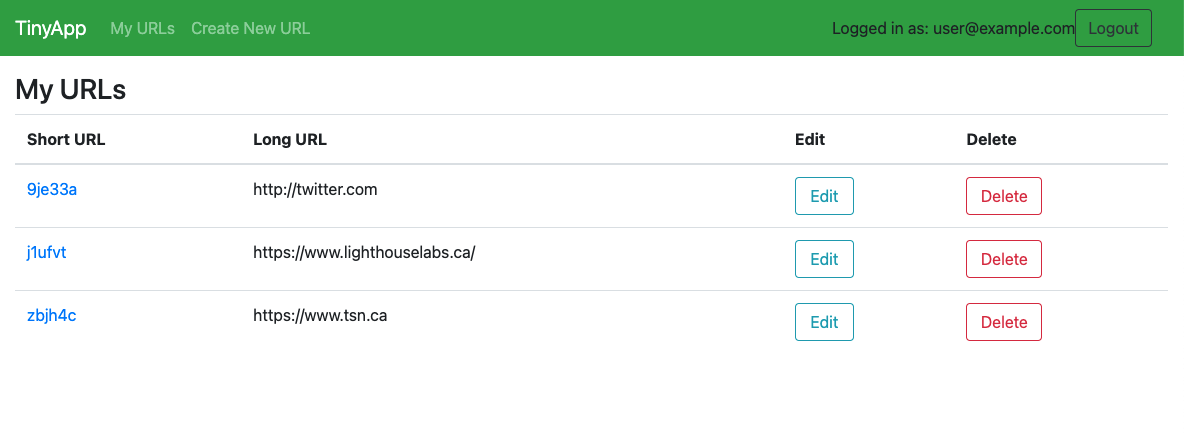 TinyApp My URLs Create New URL Logged in as: user@example.com Logout
My URLs
Short URL Long URL Edit Delete
9je33a http://twitter.com Edit Delete
j1ufvt https://www.lighthouselabs.ca/ Edit Delete
zbjh4c https://www.tsn.ca Edit Delete